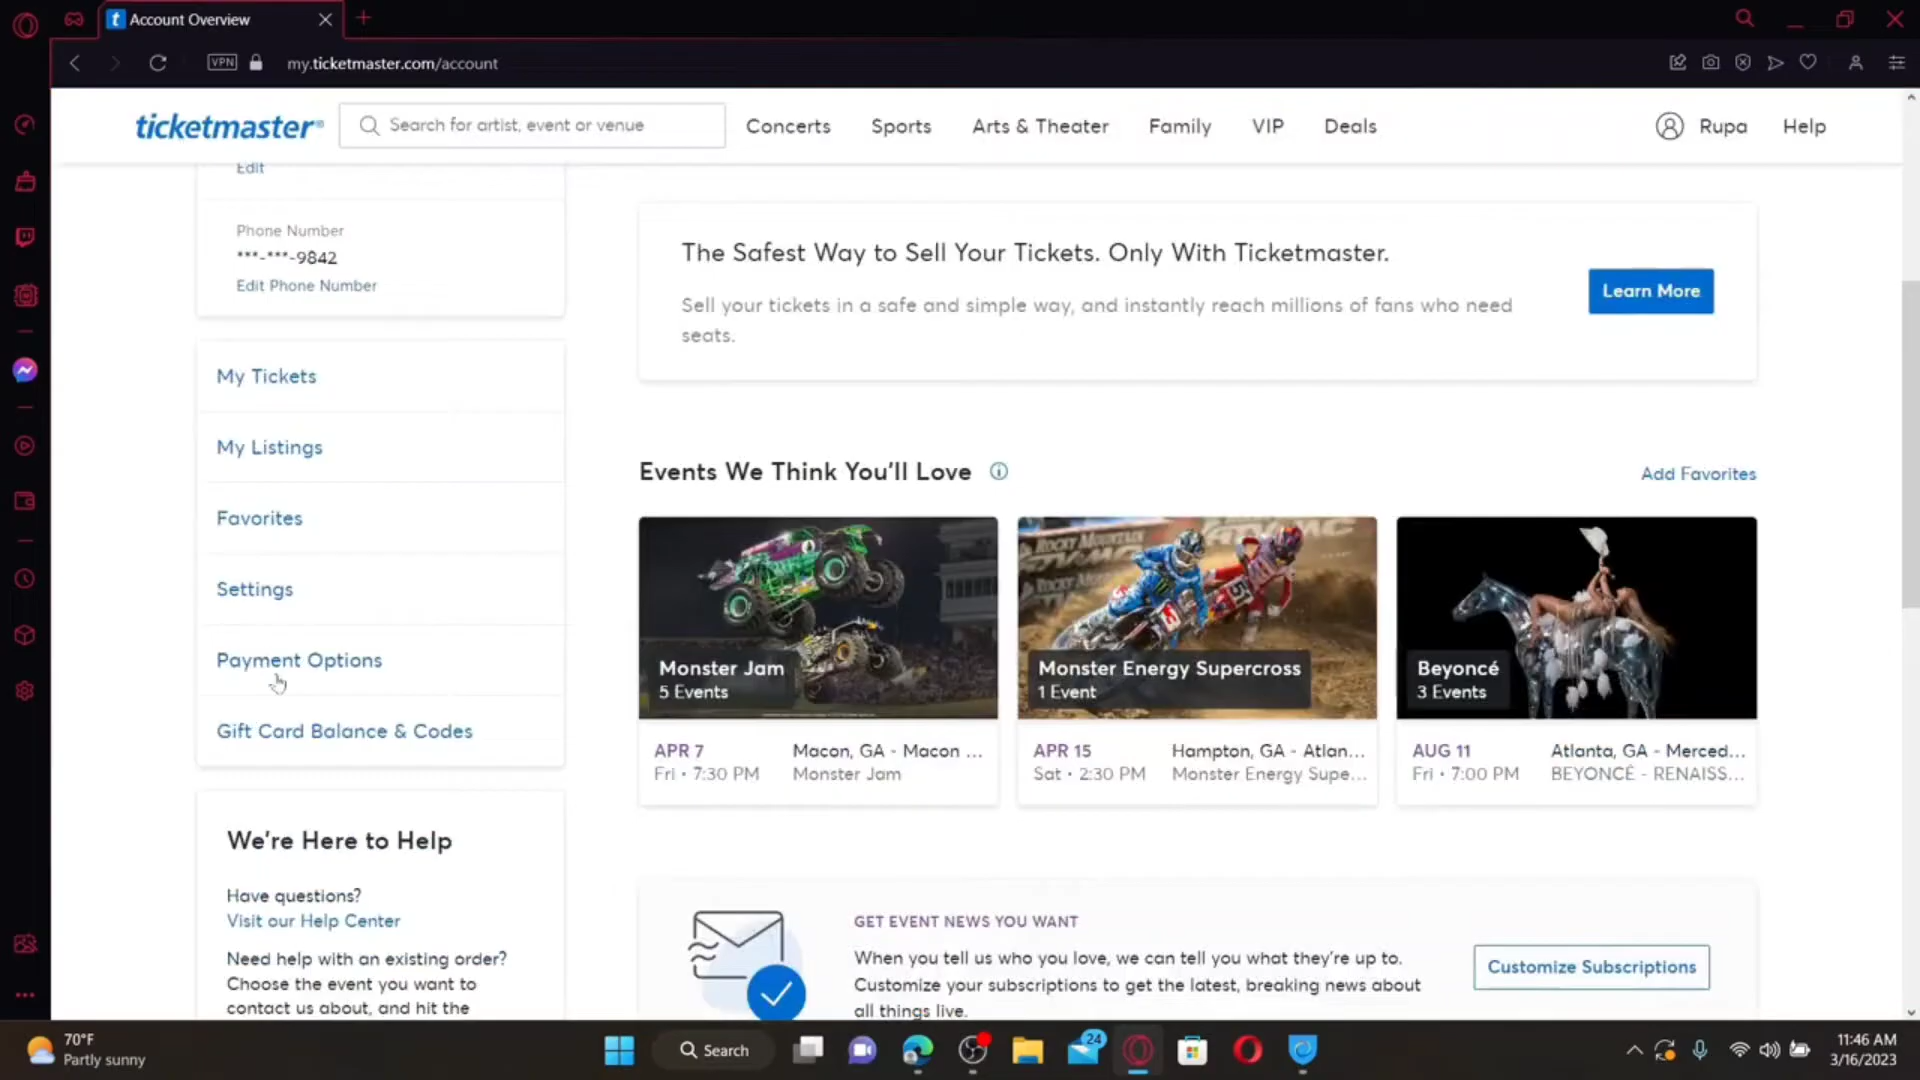 Account Overview
VPN
my.ticketmaster.com/account
ticketmaster®
Search for artist, event or venue
Concerts
Sports
Arts & Theater
Family
VIP
Deals
Rupa
Help
Edit
Phone Number
***-***-9842
Edit Phone Number
My Tickets
My Listings
Favorites
Settings
Payment Options
Gift Card Balance & Codes
We're Here to Help
Have questions?
Visit our Help Center
Need help with an existing order?
Choose the event you want to
contact us about, and hit the
The Safest Way to Sell Your Tickets. Only With Ticketmaster.
Sell your tickets in a safe and simple way, and instantly reach millions of fans who need
seats.
Learn More
Events We Think You'll Love
Add Favorites
Monster Jam
5 Events
APR 7
Fri • 7:30 PM
Macon, GA - Macon ...
Monster Jam
ROCKY MOUNTAIN
51
Monster Energy Supercross
1 Event
APR 15
Sat • 2:30 PM
Hampton, GA - Atlan...
Monster Energy Supe...
Beyoncé
3 Events
AUG 11
Fri • 7:00 PM
Atlanta, GA - Merced...
BEYONCÉ - RENAISS...
GET EVENT NEWS YOU WANT
When you tell us who you love, we can tell you what they're up to.
Customize your subscriptions to get the latest, breaking news about
all things live.
Customize Subscriptions
70°F
Partly sunny
Search
24
11:46 AM
3/16/2023